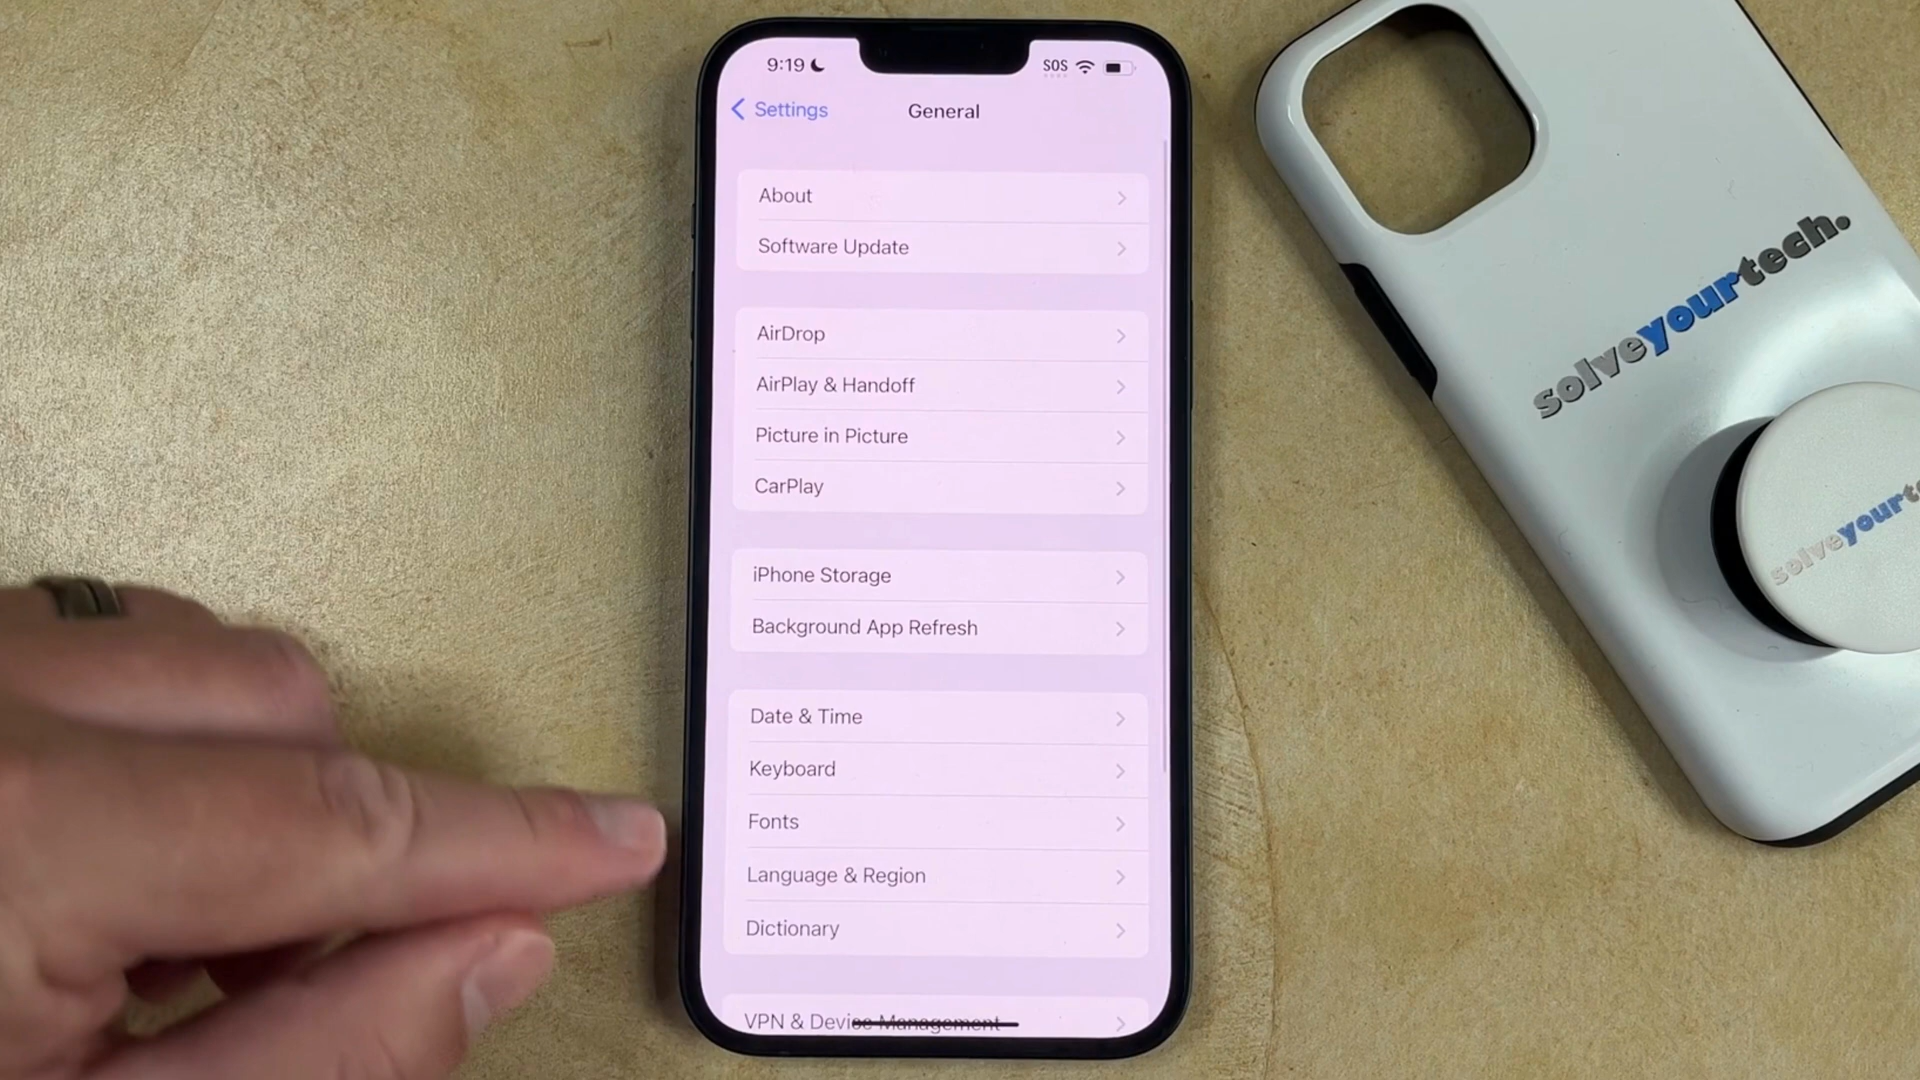 9:19
SOS
Settings
General
About
Software Update
AirDrop
AirPlay & Handoff
Picture in Picture
CarPlay
iPhone Storage
Background App Refresh
Date & Time
Keyboard
Fonts
Language & Region
Dictionary
VPN & Device Management
solveyourtech.
solveyourte